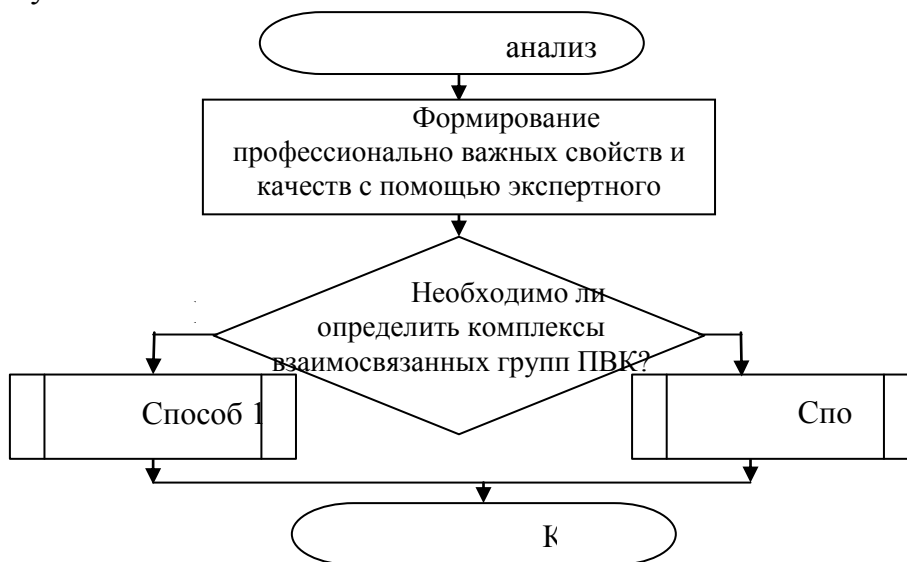 анализ
Формирование
профессионально важных свойств и
качеств с помощью экспертного
Необходимо ли
определить комплексы
взаимосвязанных групп ПВК?
Способ 1
Спо
К